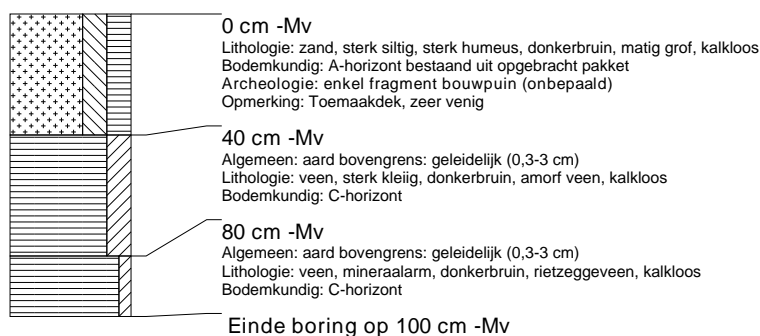 0 cm -Mv
Lithologie: zand, sterk siltig, sterk humeus, donkerbruin, matig grof, kalkloos
Bodemkundig: A-horizont bestaand uit opgebracht pakket
Archeologie: enkel fragment bouwpuin (onbepaald)
Opmerking: Toemaakdek, zeer venig
40 cm -Mv
Algemeen: aard bovengrens: geleidelijk (0,3-3 cm)
Lithologie: veen, sterk kleiig, donkerbruin, amorf veen, kalkloos
Bodemkundig: C-horizont
80 cm -Mv
Algemeen: aard bovengrens: geleidelijk (0,3-3 cm)
Lithologie: veen, mineraalarm, donkerbruin, rietzeggeveen, kalkloos
Bodemkundig: C-horizont
Einde boring op 100 cm -Mv